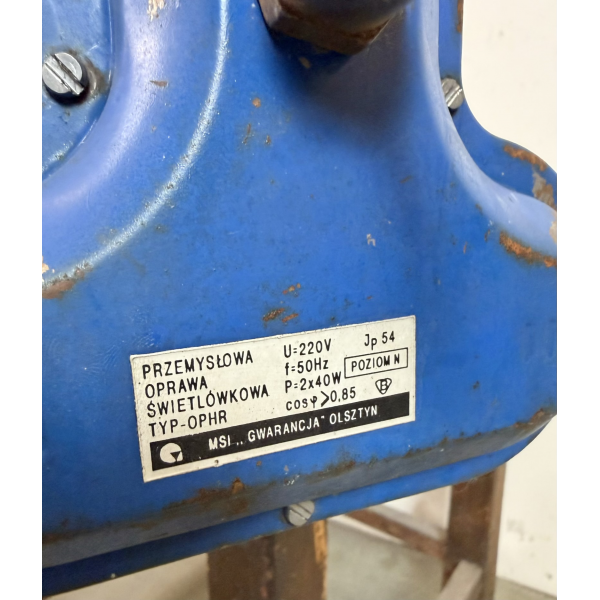 PRZEMYSŁOWA
OPRAWA
ŚWIETLÓWKOWA
TYP-OPHR
U=220V Jp 54
f=50Hz POZIOM N
P=2x40W
cosφ>0,85
MSI „GWARANCJA" OLSZTYN